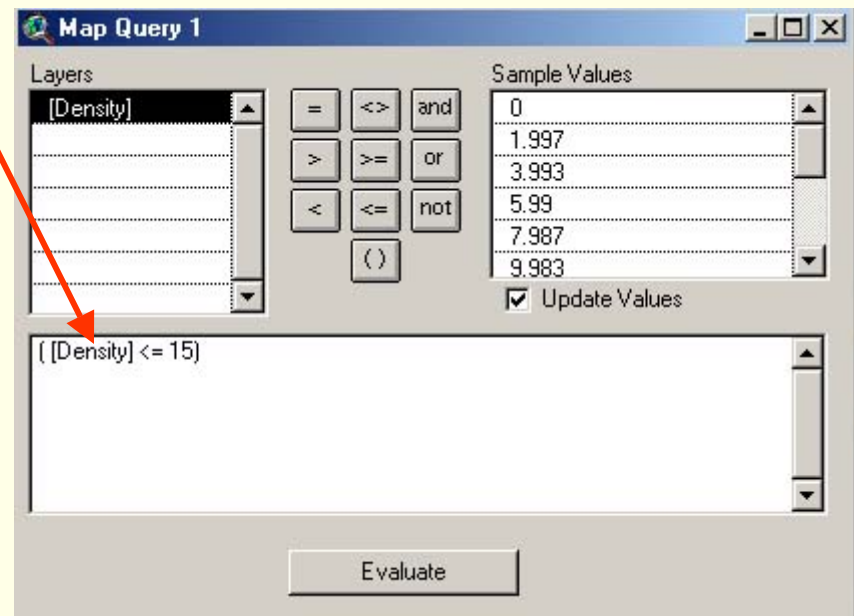 Map Query 1
Layers
[Density]
= <> and
> >= or
< <= not
()
Sample Values
0
1.997
3.993
5.99
7.987
9.983
Update Values
( [Density] <= 15)
Evaluate